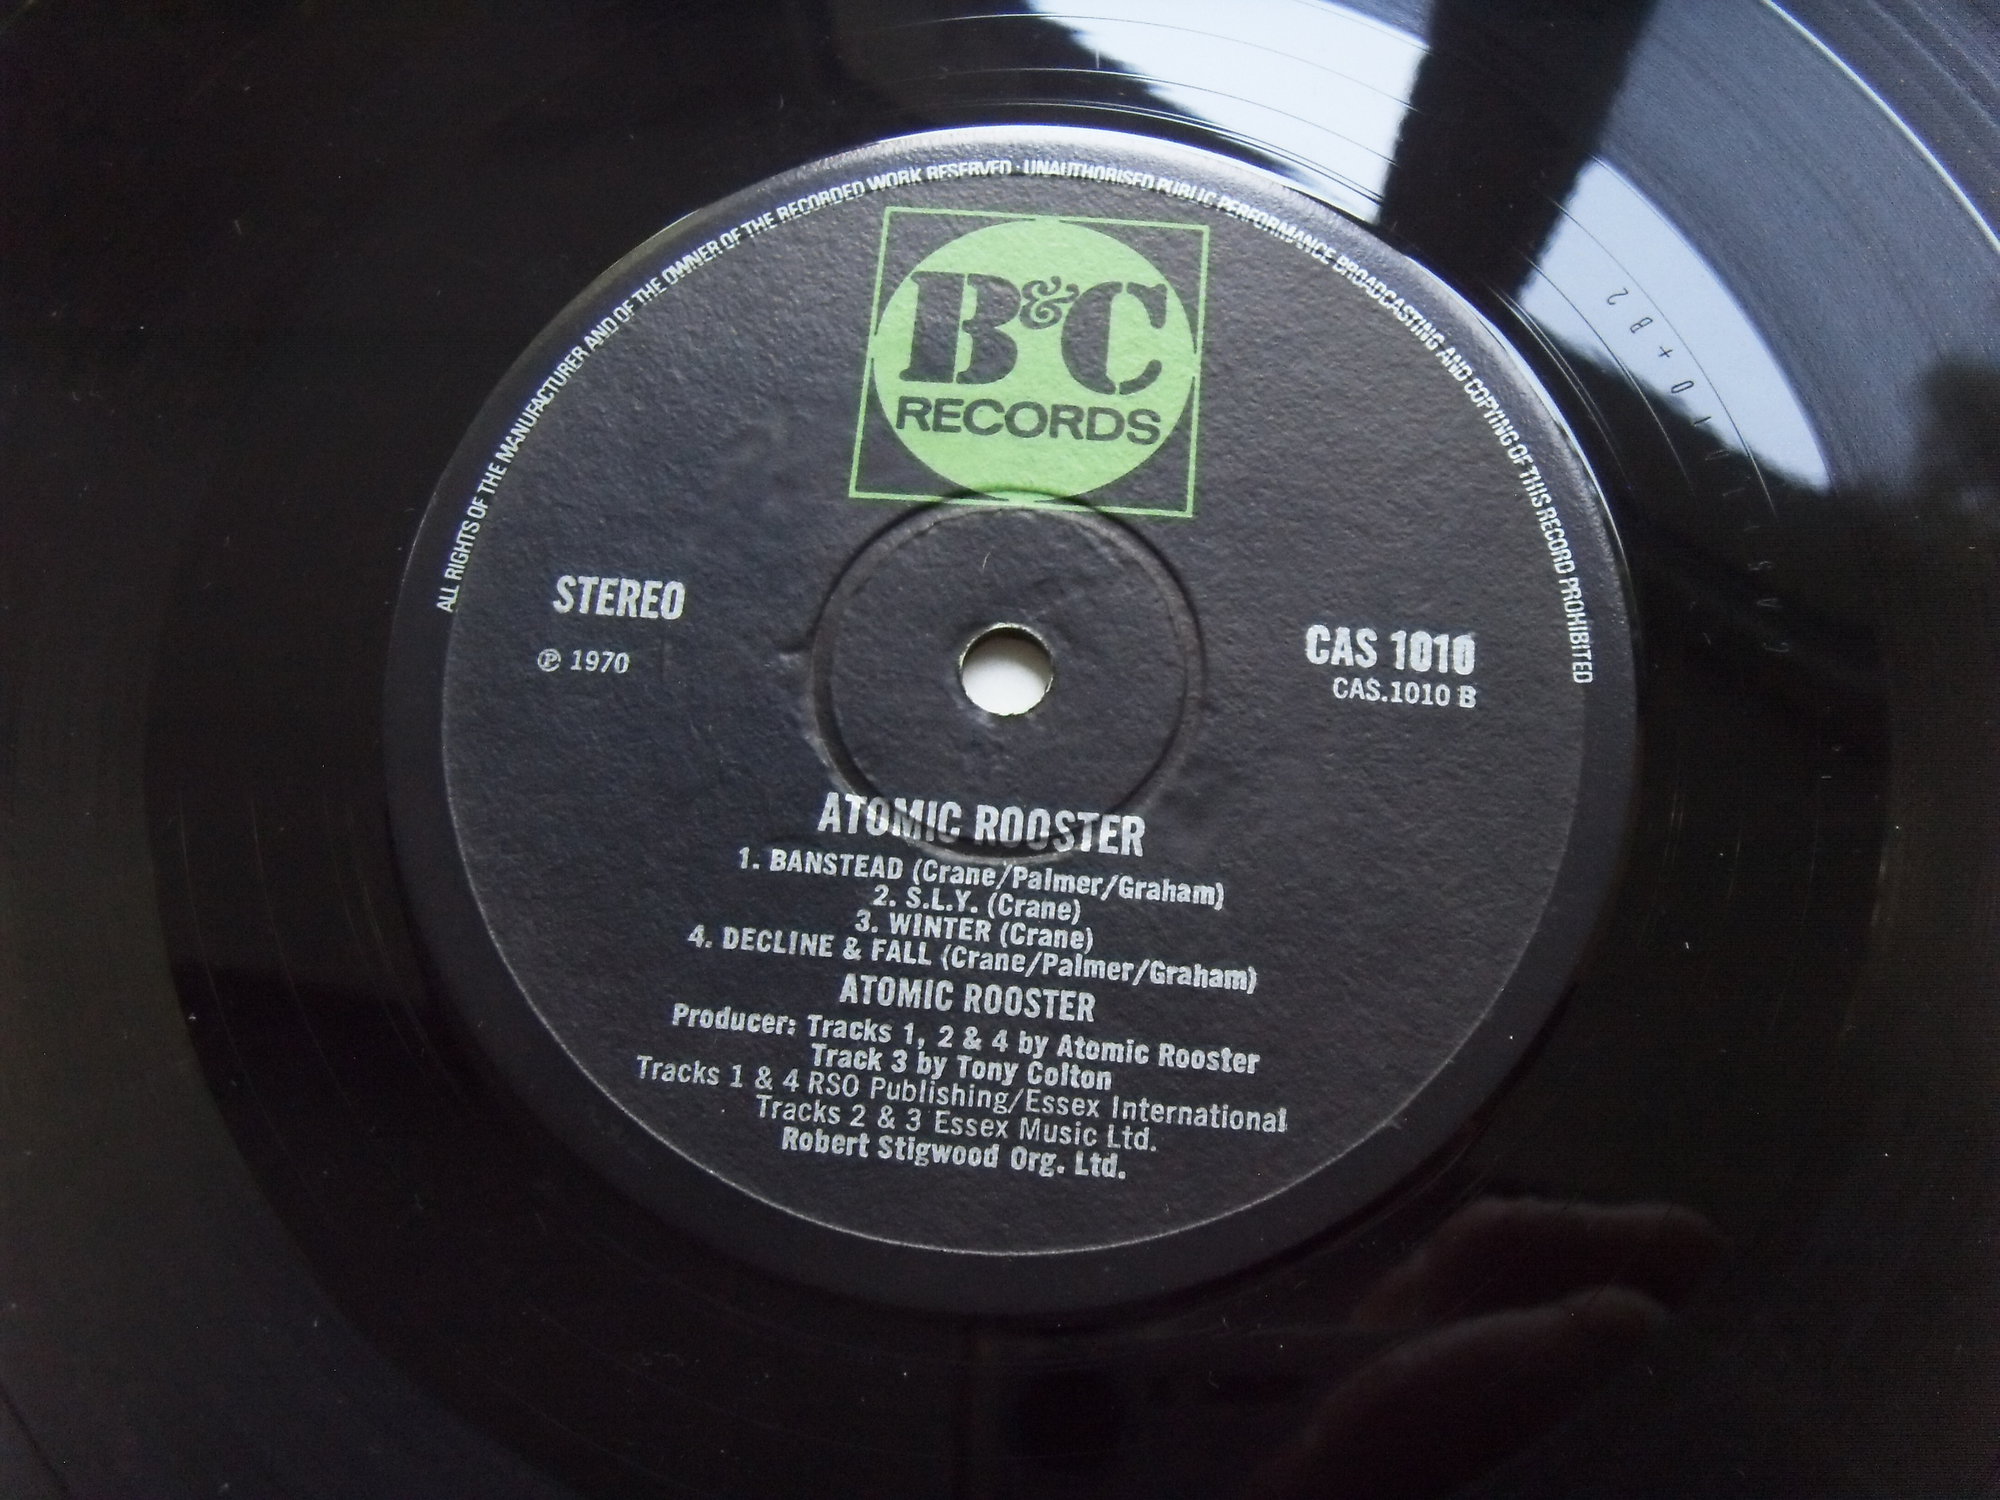 ALL RIGHTS OF THE MANUFACTURER AND OF THE OWNER OF THE RECORDED WORK RESERVED · UNAUTHORISED PUBLIC PERFORMANCE BROADCASTING AND COPYING OF THIS RECORD PROHIBITED
B&C
RECORDS
STEREO
℗ 1970
CAS 1010
CAS.1010 B
ATOMIC ROOSTER
1. BANSTEAD (Crane/Palmer/Graham)
2. S.L.Y. (Crane)
3. WINTER (Crane)
4. DECLINE & FALL (Crane/Palmer/Graham)
ATOMIC ROOSTER
Producer: Tracks 1, 2 & 4 by Atomic Rooster
Track 3 by Tony Colton
Tracks 1 & 4 RSO Publishing/Essex International
Tracks 2 & 3 Essex Music Ltd.
Robert Stigwood Org. Ltd.
B 2